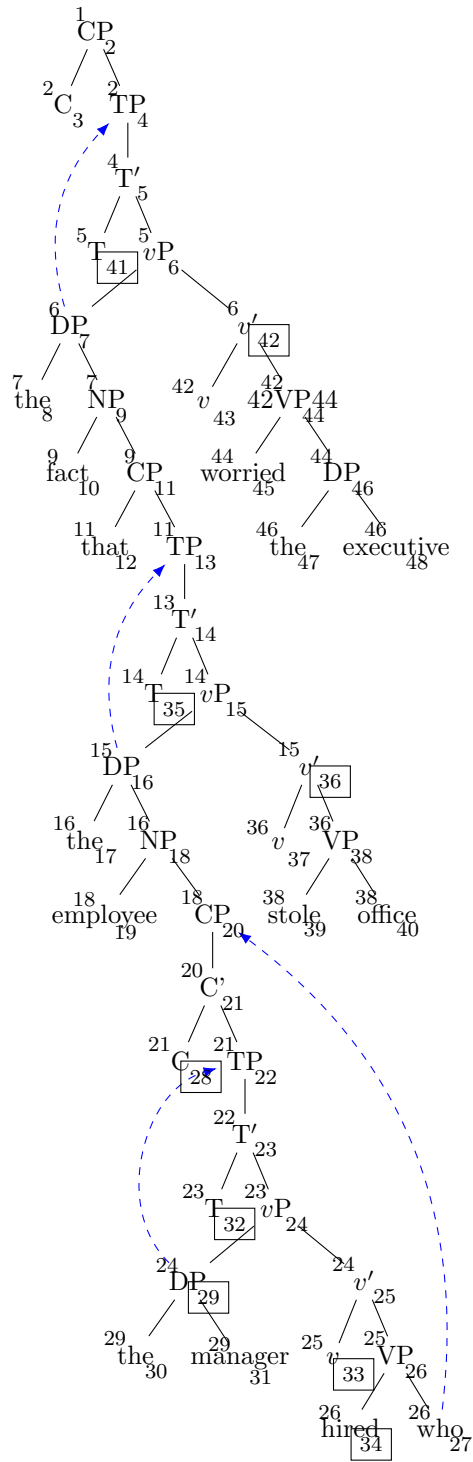 1 CP 2
2 C 3 2 TP 4
4 T′ 5
5 T 41 5 vP 6
6 DP 7 6 v′ 42
7 the 8 7 NP 9 42 v 43 42 42VP44 44
9 fact 10 9 CP 11 44 worried 45 44 DP 46
11 that 12 11 TP 13 46 the 47 46 executive 48
13 T′ 14
14 T 35 14 vP 15
15 DP 16 15 v′ 36
16 the 17 16 NP 18 36 v 37 36 VP 38
18 employee 19 18 CP 20 38 stole 39 38 office 40
20 C' 21
21 C 28 21 TP 22
22 T′ 23
23 T 32 23 vP 24
24 DP 29 24 v′ 25
29 the 30 29 manager 31 25 v 33 25 VP 26
26 hired 34 26 who 27